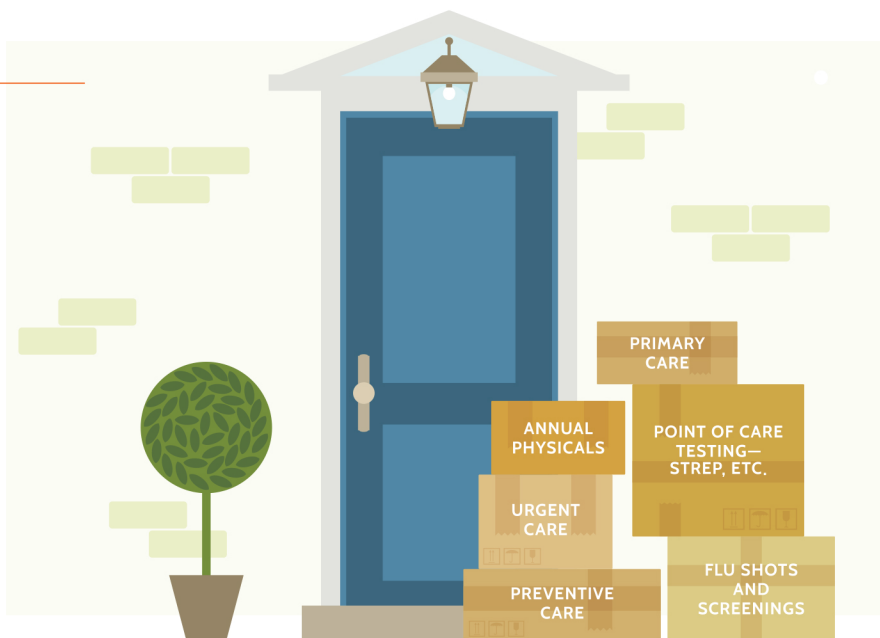 PRIMARY
CARE
ANNUAL
PHYSICALS
POINT OF CARE
TESTING—
STREP, ETC.
URGENT
CARE
PREVENTIVE
CARE
FLU SHOTS
AND
SCREENINGS